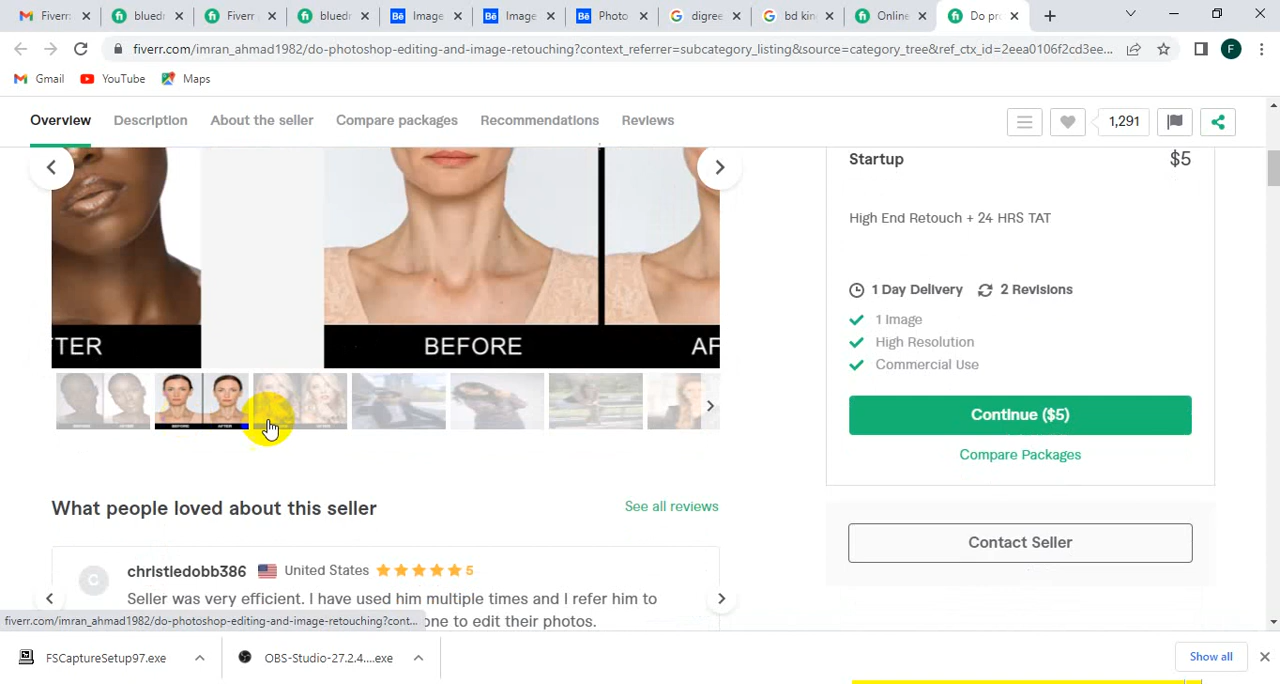 Fiverr
bluedr
Fiverr
bluedr
Bē Image
Bē Image
Bē Photo
digree
bd kin
Online
Do pr
fiverr.com/imran_ahmad1982/do-photoshop-editing-and-image-retouching?context_referrer=subcategory_listing&source=category_tree&ref_ctx_id=2eea0106f2cd3ee...
F
Gmail
YouTube
Maps
Overview
Description
About the seller
Compare packages
Recommendations
Reviews
1,291
Startup
$5
High End Retouch + 24 HRS TAT
1 Day Delivery
2 Revisions
1 Image
High Resolution
Commercial Use
TER
BEFORE
AF
Continue ($5)
Compare Packages
What people loved about this seller
See all reviews
Contact Seller
C
christledobb386
United States
5
Seller was very efficient. I have used him multiple times and I refer him to
one to edit their photos.
fiverr.com/imran_ahmad1982/do-photoshop-editing-and-image-retouching?cont...
FSCaptureSetup97.exe
OBS-Studio-27.2.4....exe
Show all